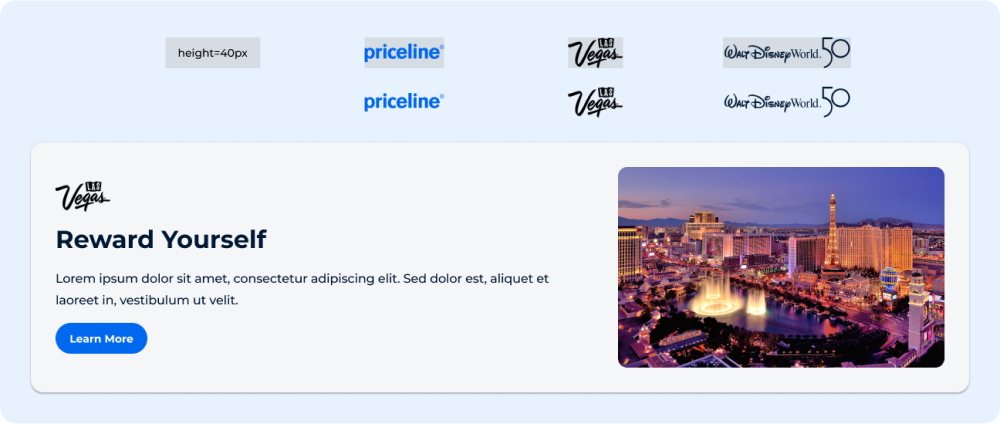 height=40px
priceline®
LAS
Vegas
WALT DISNEY World. 50
priceline®
LAS
Vegas
WALT DISNEY World. 50
LAS
Vegas
Reward Yourself
Lorem ipsum dolor sit amet, consectetur adipiscing elit. Sed dolor est, aliquet et
laoreet in, vestibulum ut velit.
Learn More